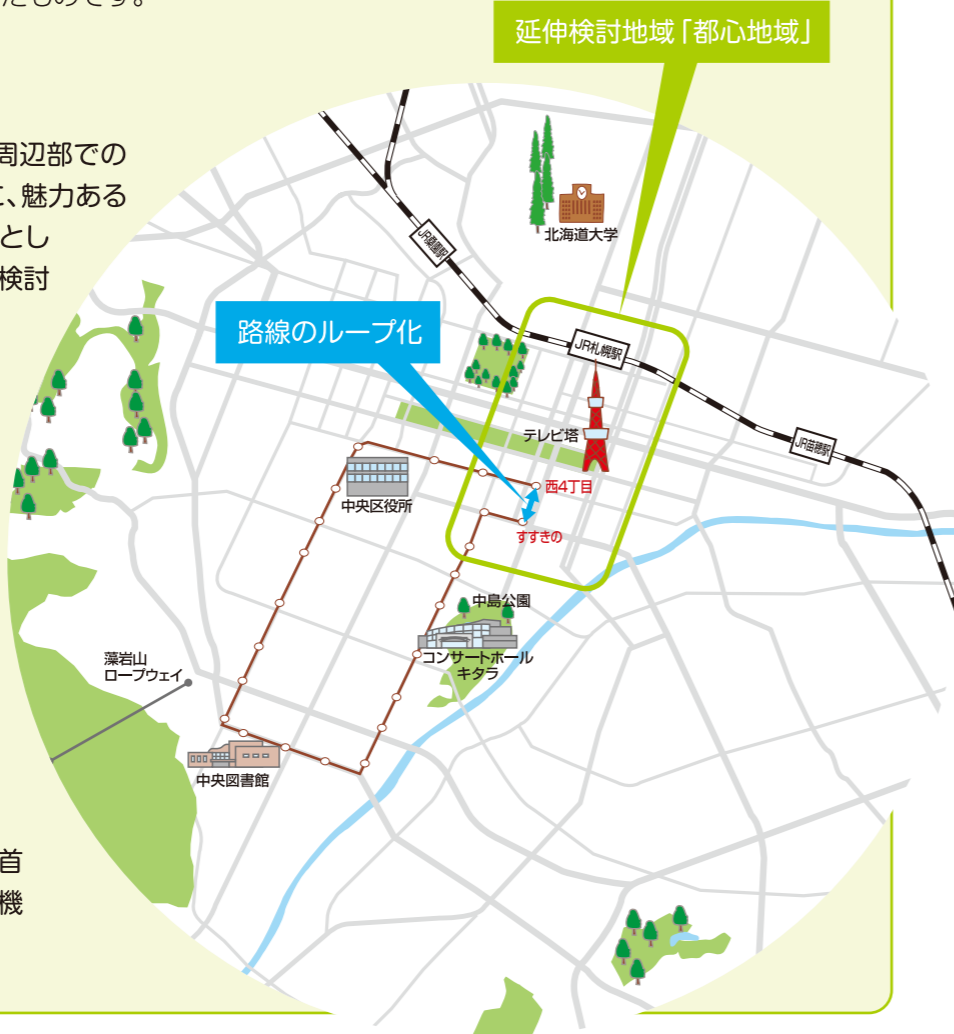 たものです。
延伸検討地域「都心地域」
周辺部での
に、魅力ある
とし
検討
北海道大学
JR桑園駅
路線のループ化
JR札幌駅
テレビ塔
JR苗穂駅
西4丁目
中央区役所
すすきの
中島公園
コンサートホール
キタラ
藻岩山
ロープウェイ
中央図書館
首
機